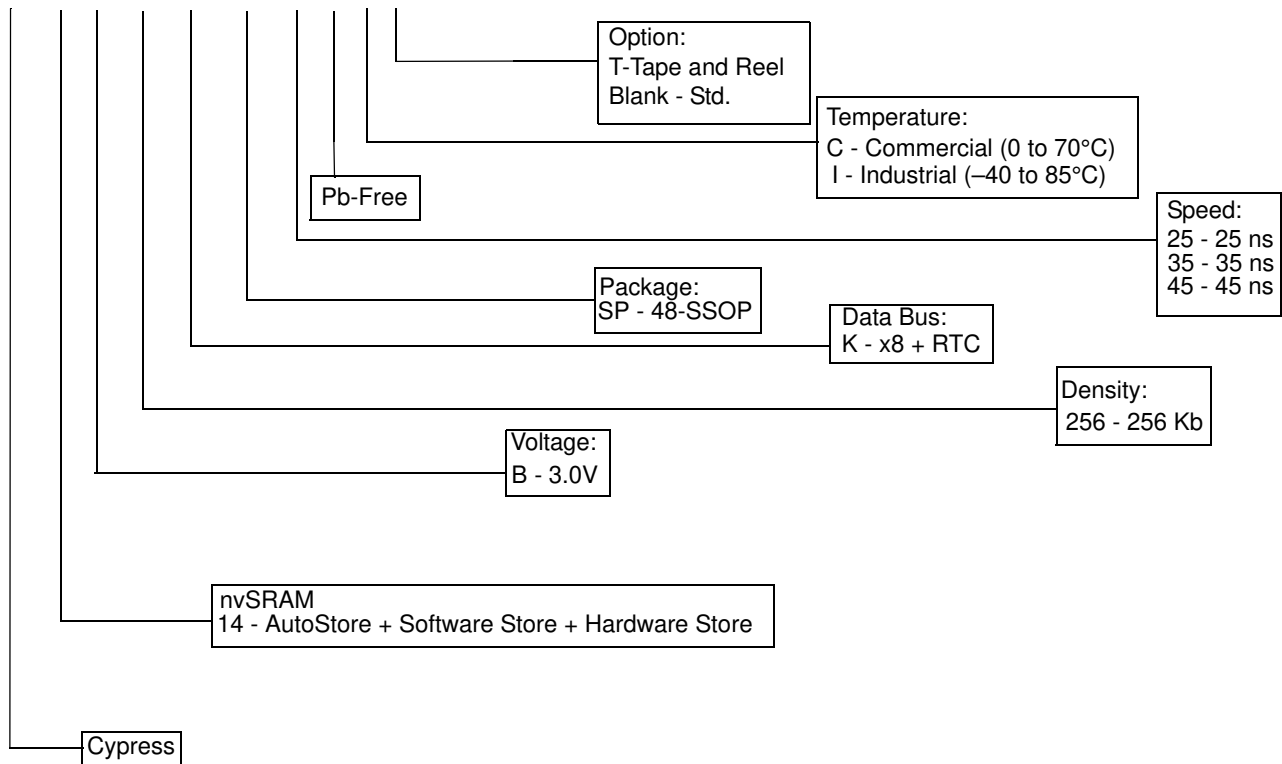 Option:
T-Tape and Reel
Blank - Std.
Temperature:
C - Commercial (0 to 70°C)
I - Industrial (–40 to 85°C)
Pb-Free
Speed:
25 - 25 ns
35 - 35 ns
45 - 45 ns
Package:
SP - 48-SSOP
Data Bus:
K - x8 + RTC
Density:
256 - 256 Kb
Voltage:
B - 3.0V
nvSRAM
14 - AutoStore + Software Store + Hardware Store
Cypress